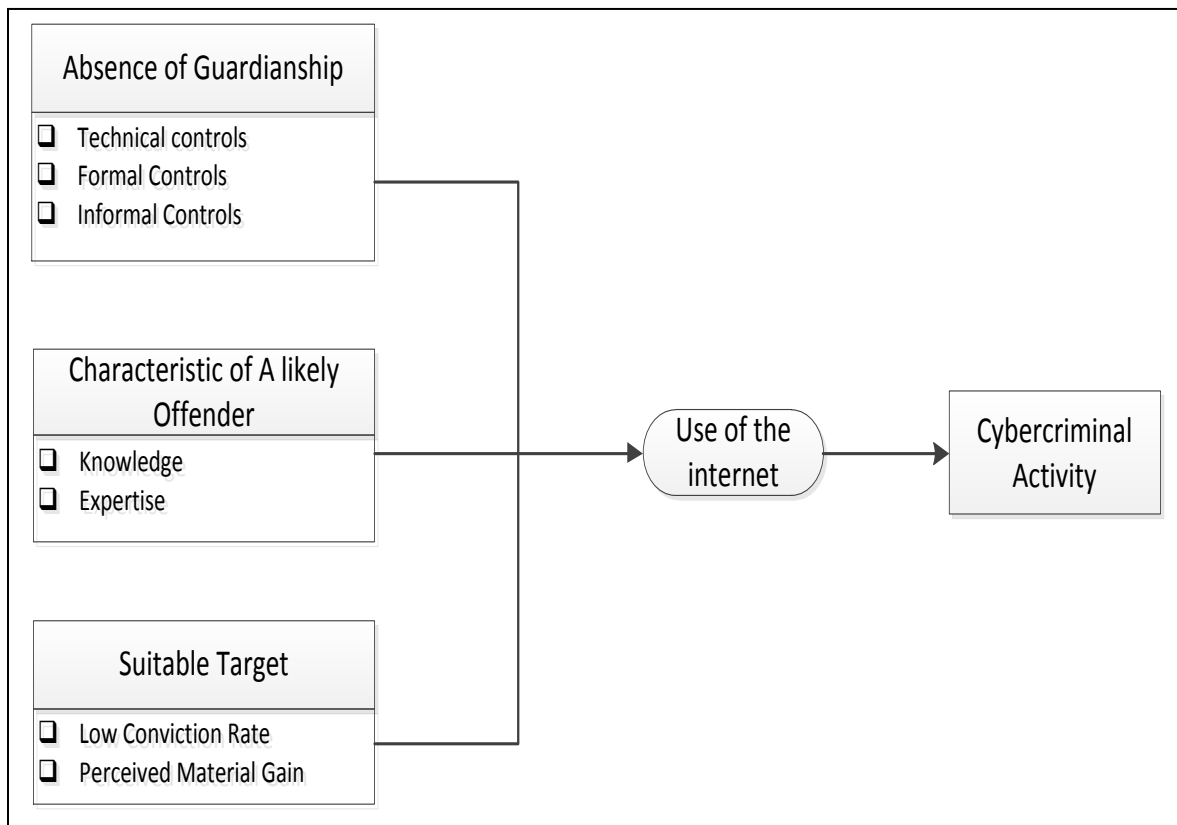 Absence of Guardianship
Technical controls
Formal Controls
Informal Controls
Characteristic of A likely
Offender
Knowledge
Expertise
Suitable Target
Low Conviction Rate
Perceived Material Gain
Use of the
internet
Cybercriminal
Activity